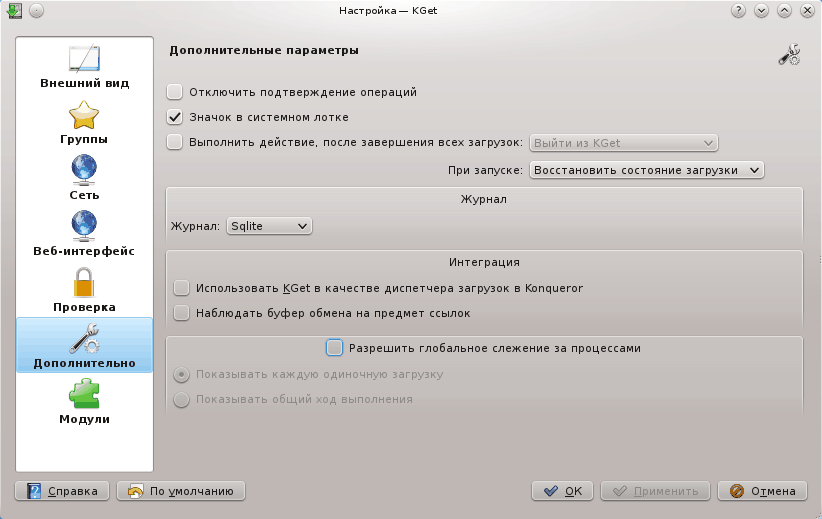 Настройка — KGet
Внешний вид
Группы
Сеть
Веб-интерфейс
Проверка
Дополнительно
Модули
Дополнительные параметры
Отключить подтверждение операций
Значок в системном лотке
Выполнить действие, после завершения всех загрузок: Выйти из KGet
При запуске: Восстановить состояние загрузки
Журнал
Журнал: Sqlite
Интеграция
Использовать KGet в качестве диспетчера загрузок в Konqueror
Наблюдать буфер обмена на предмет ссылок
Разрешить глобальное слежение за процессами
Показывать каждую одиночную загрузку
Показывать общий ход выполнения
Справка По умолчанию OK Применить Отмена